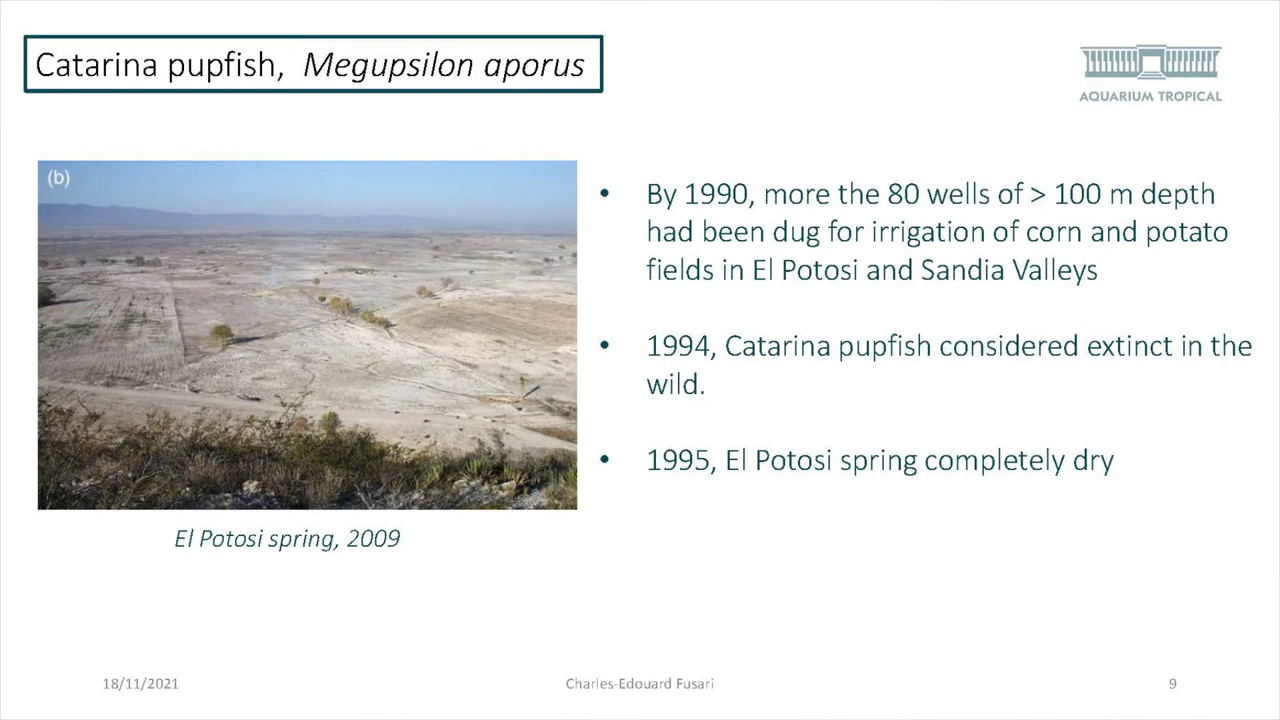 Catarina pupfish, Megupsilon aporus
AQUARIUM TROPICAL
(b)
• By 1990, more the 80 wells of > 100 m depth
had been dug for irrigation of corn and potato
fields in El Potosi and Sandia Valleys
• 1994, Catarina pupfish considered extinct in the
wild.
• 1995, El Potosi spring completely dry
El Potosi spring, 2009
18/11/2021
Charles-Edouard Fusari
9